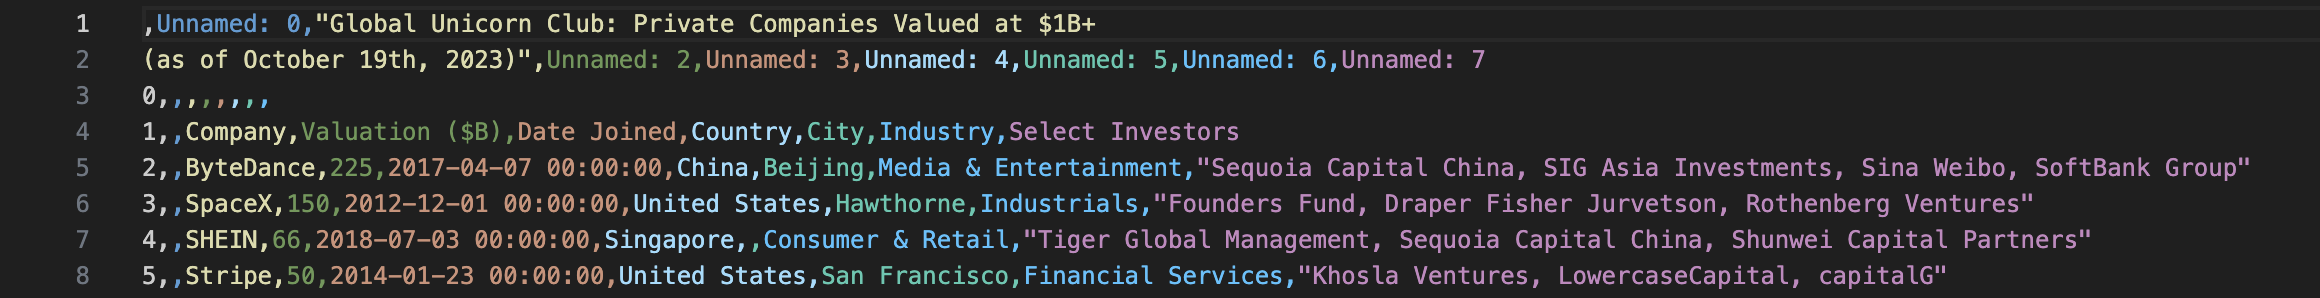 1 ,Unnamed: 0,"Global Unicorn Club: Private Companies Valued at $1B+
2 (as of October 19th, 2023)",Unnamed: 2,Unnamed: 3,Unnamed: 4,Unnamed: 5,Unnamed: 6,Unnamed: 7
3 0,,,,,,,,
4 1,,Company,Valuation ($B),Date Joined,Country,City,Industry,Select Investors
5 2,,ByteDance,225,2017-04-07 00:00:00,China,Beijing,Media & Entertainment,"Sequoia Capital China, SIG Asia Investments, Sina Weibo, SoftBank Group"
6 3,,SpaceX,150,2012-12-01 00:00:00,United States,Hawthorne,Industrials,"Founders Fund, Draper Fisher Jurvetson, Rothenberg Ventures"
7 4,,SHEIN,66,2018-07-03 00:00:00,Singapore,,Consumer & Retail,"Tiger Global Management, Sequoia Capital China, Shunwei Capital Partners"
8 5,,Stripe,50,2014-01-23 00:00:00,United States,San Francisco,Financial Services,"Khosla Ventures, LowercaseCapital, capitalG"